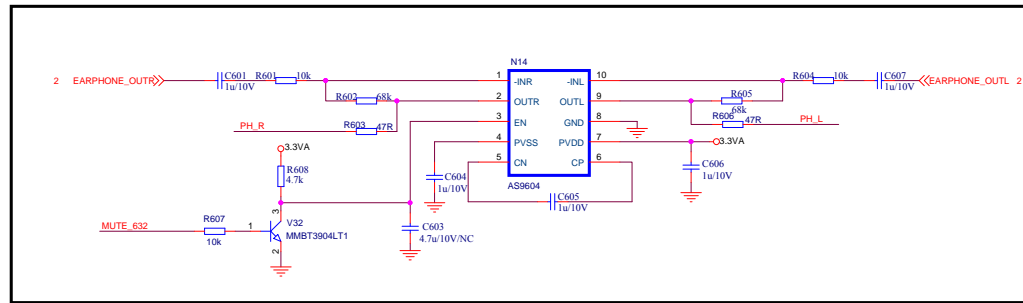 N14
2 EARPHONE_OUTR
C601
1u/10V
R601
10k
1
-INR
-INL
10
R604
10k
C607
1u/10V
EARPHONE_OUTL 2
R602
68k
2
OUTR
OUTL
9
R605
68k
PH_R
R603
47R
3
EN
GND
8
R606
47R
PH_L
3.3VA
4
PVSS
PVDD
7
3.3VA
R608
4.7k
5
CN
CP
6
C604
1u/10V
AS9604
C605
1u/10V
C606
1u/10V
MUTE_632
R607
10k
1
3
V32
MMBT3904LT1
2
C603
4.7u/10V/NC